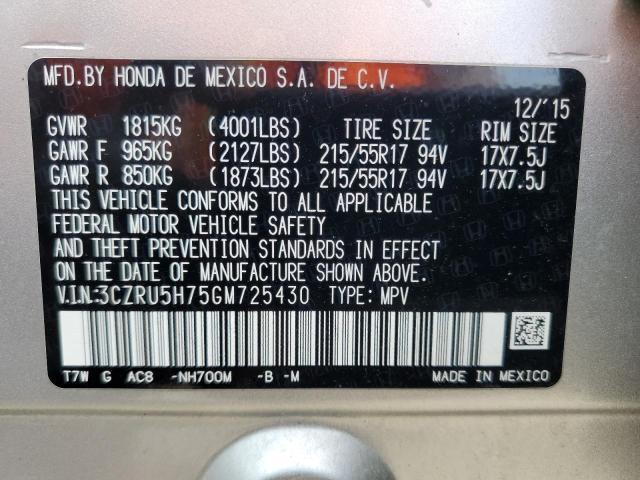 MFD.BY HONDA DE MEXICO S.A. DE C.V.
12/'15
GVWR 1815KG (4001LBS) TIRE SIZE RIM SIZE
GAWR F 965KG (2127LBS) 215/55R17 94V 17X7.5J
GAWR R 850KG (1873LBS) 215/55R17 94V 17X7.5J
THIS VEHICLE CONFORMS TO ALL APPLICABLE
FEDERAL MOTOR VEHICLE SAFETY
AND THEFT PREVENTION STANDARDS IN EFFECT
ON THE DATE OF MANUFACTURE SHOWN ABOVE.
V.I.N:3CZRU5H75GM725430 TYPE: MPV
T7W G AC8 -NH700M -B -M MADE IN MEXICO